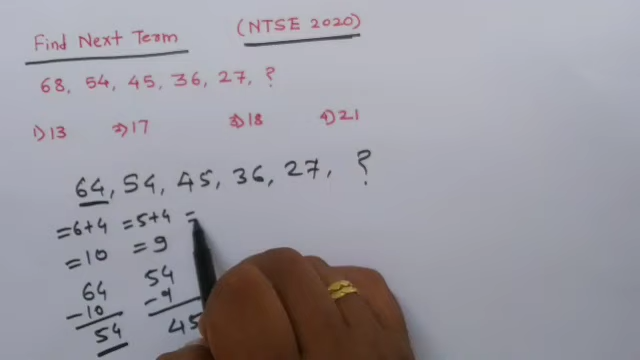 Find Next Term (NTSE 2020)
68, 54, 45, 36, 27, ?
1) 13 2) 17 3) 18 4) 21
64, 54, 45, 36, 27, ?
=6+4 =5+4 =
=10 =9
64 54
-10 -9
54 45